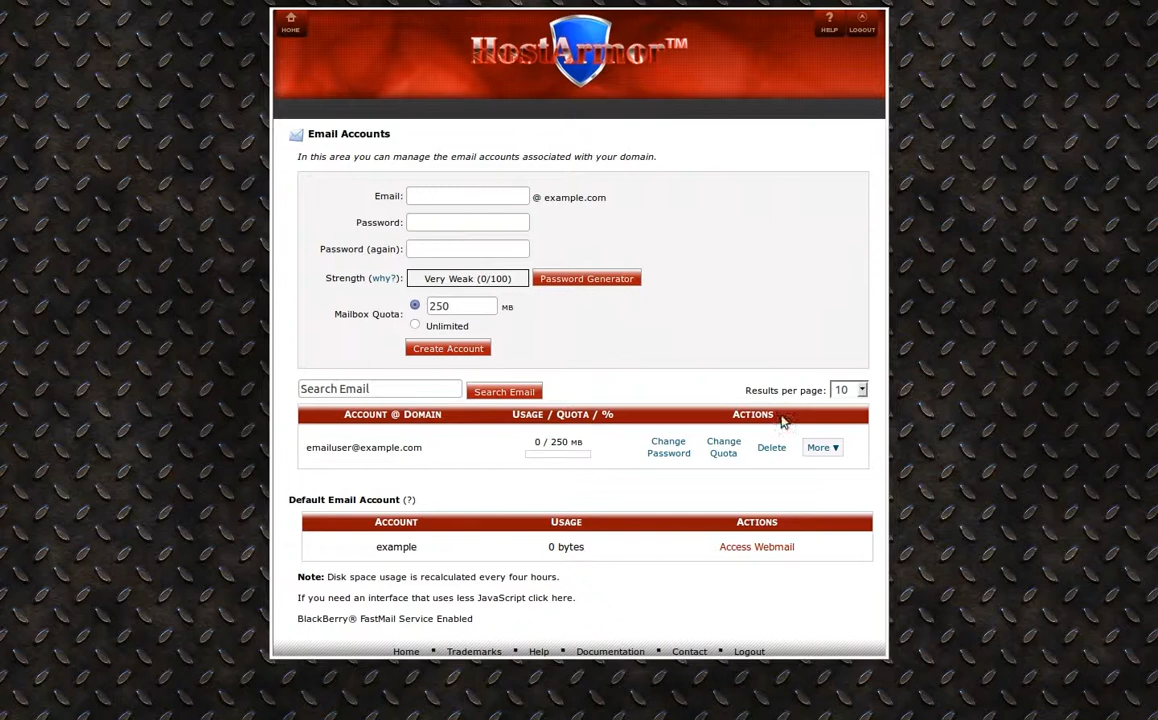 HOME
HostArmor™
? HELP
LOGOUT
Email Accounts
In this area you can manage the email accounts associated with your domain.
Email: @ example.com
Password:
Password (again):
Strength (why?): Very Weak (0/100) Password Generator
Mailbox Quota: 250 MB
Unlimited
Create Account
Search Email Search Email Results per page: 10
ACCOUNT @ DOMAIN USAGE / QUOTA / % ACTIONS
emailuser@example.com 0 / 250 MB Change Password Change Quota Delete More ▼
Default Email Account (?)
ACCOUNT USAGE ACTIONS
example 0 bytes Access Webmail
Note: Disk space usage is recalculated every four hours.
If you need an interface that uses less JavaScript click here.
BlackBerry® FastMail Service Enabled
Home ▪ Trademarks ▪ Help ▪ Documentation ▪ Contact ▪ Logout